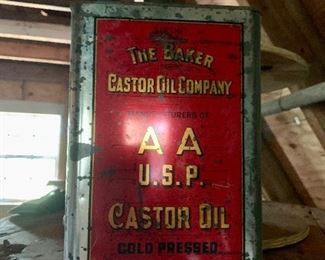 THE BAKER
CASTOR OIL COMPANY
MANUFACTURERS OF
AA
U.S.P.
CASTOR OIL
COLD PRESSED